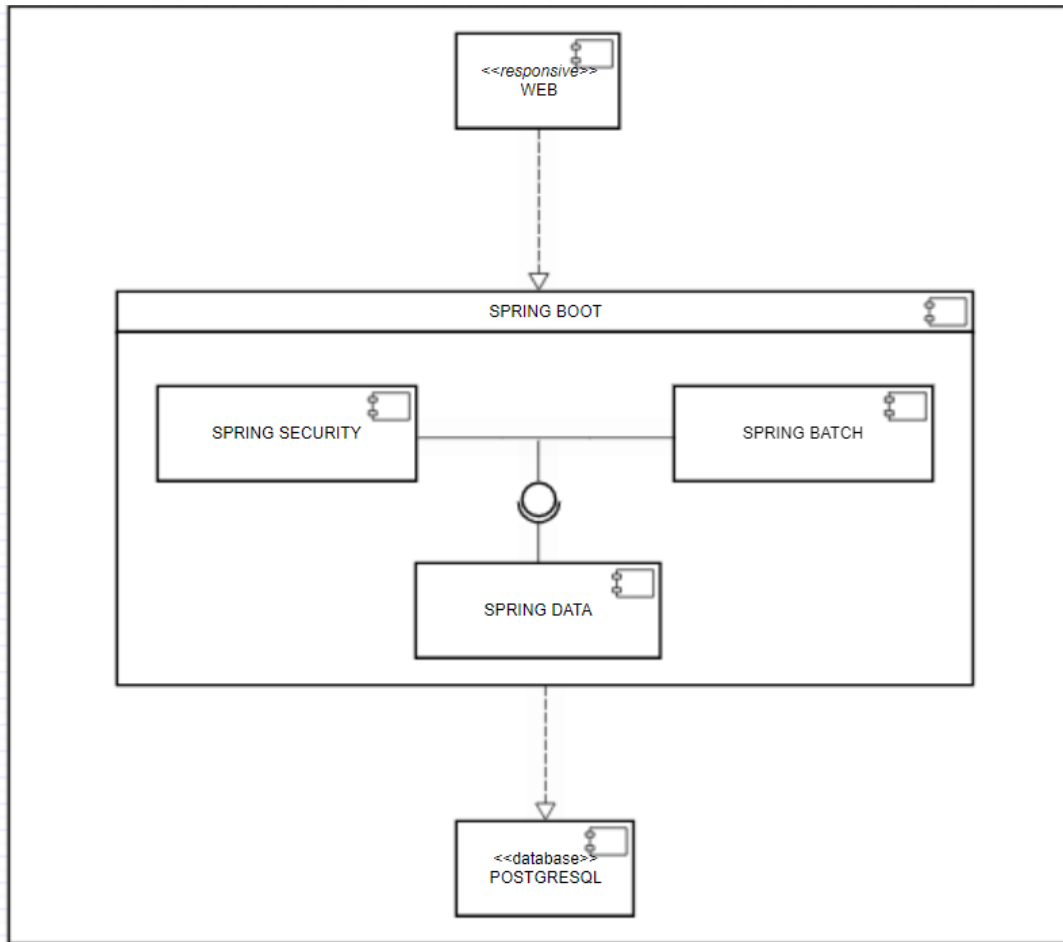 <<responsive>>
WEB
SPRING BOOT
SPRING SECURITY
SPRING BATCH
SPRING DATA
<<database>>
POSTGRESQL